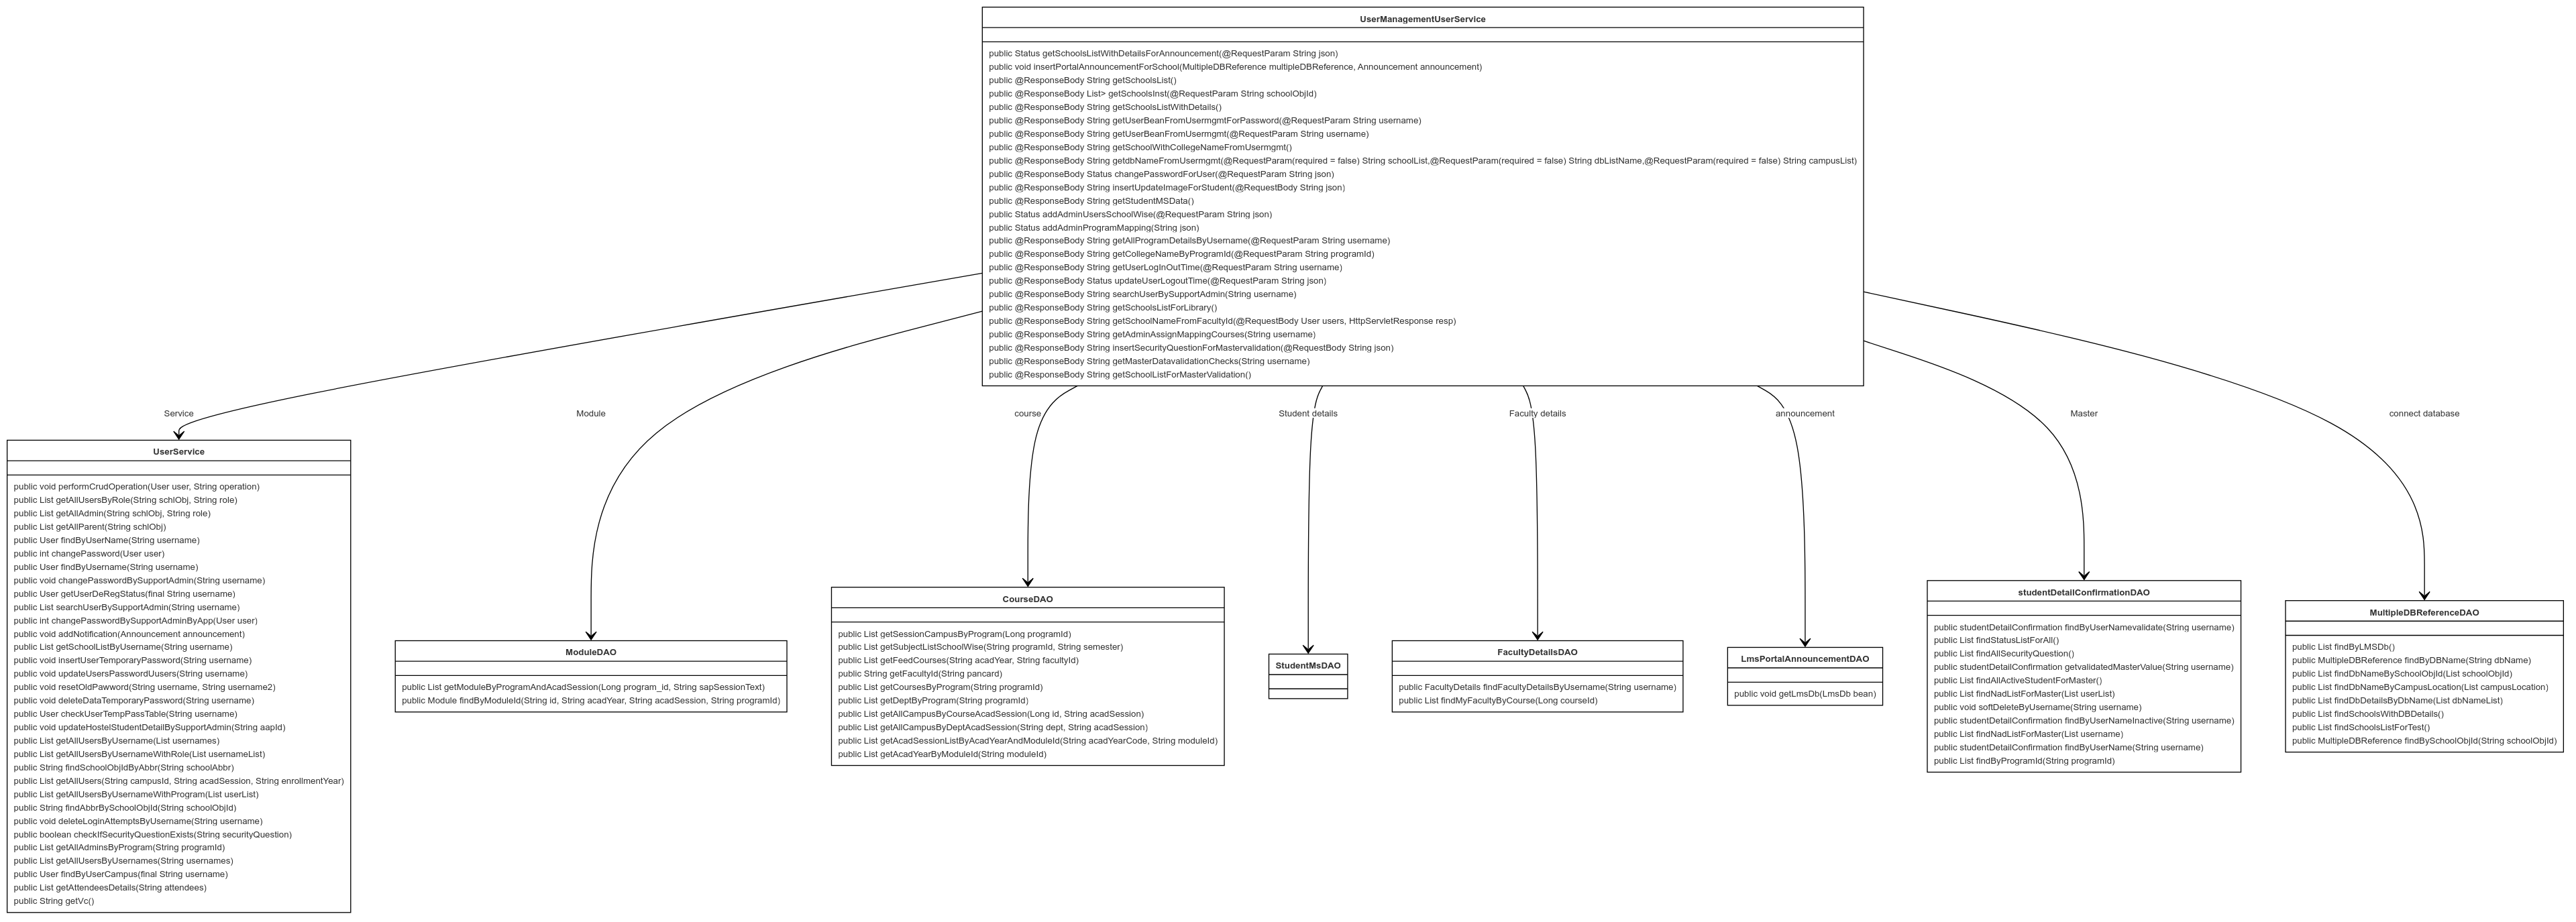 UserManagementUserService
public Status getSchoolsListWithDetailsForAnnouncement(@RequestParam String json)
public void insertPortalAnnouncementForSchool(MultipleDBReference multipleDBReference, Announcement announcement)
public @ResponseBody String getSchoolsList()
public @ResponseBody List> getSchoolsInst(@RequestParam String schoolObjId)
public @ResponseBody String getSchoolsListWithDetails()
public @ResponseBody String getUserBeanFromUsermgmtForPassword(@RequestParam String username)
public @ResponseBody String getUserBeanFromUsermgmt(@RequestParam String username)
public @ResponseBody String getSchoolWithCollegeNameFromUsermgmt()
public @ResponseBody String getdbNameFromUsermgmt(@RequestParam(required = false) String schoolList,@RequestParam(required = false) String dbListName,@RequestParam(required = false) String campusList)
public @ResponseBody Status changePasswordForUser(@RequestParam String json)
public @ResponseBody String insertUpdateImageForStudent(@RequestBody String json)
public @ResponseBody String getStudentMSData()
public Status addAdminUsersSchoolWise(@RequestParam String json)
public Status addAdminProgramMapping(String json)
public @ResponseBody String getAllProgramDetailsByUsername(@RequestParam String username)
public @ResponseBody String getCollegeNameByProgramId(@RequestParam String programId)
public @ResponseBody String getUserLogInOutTime(@RequestParam String username)
public @ResponseBody Status updateUserLogoutTime(@RequestParam String json)
public @ResponseBody String searchUserBySupportAdmin(String username)
public @ResponseBody String getSchoolsListForLibrary()
public @ResponseBody String getSchoolNameFromFacultyId(@RequestBody User users, HttpServletResponse resp)
public @ResponseBody String getAdminAssignMappingCourses(String username)
public @ResponseBody String insertSecurityQuestionForMastervalidation(@RequestBody String json)
public @ResponseBody String getMasterDatavalidationChecks(String username)
public @ResponseBody String getSchoolListForMasterValidation()
Service
Module
course
Student details
Faculty details
announcement
Master
connect database
UserService
public void performCrudOperation(User user, String operation)
public List getAllUsersByRole(String schlObj, String role)
public List getAllAdmin(String schlObj, String role)
public List getAllParent(String schlObj)
public User findByUserName(String username)
public int changePassword(User user)
public User findByUsername(String username)
public void changePasswordBySupportAdmin(String username)
public User getUserDeRegStatus(final String username)
public List searchUserBySupportAdmin(String username)
public int changePasswordBySupportAdminByApp(User user)
public void addNotification(Announcement announcement)
public List getSchoolListByUsername(String username)
public void insertUserTemporaryPassword(String username)
public void updateUsersPasswordUusers(String username)
public void resetOldPawword(String username, String username2)
public void deleteDataTemporaryPassword(String username)
public User checkUserTempPassTable(String username)
public void updateHostelStudentDetailBySupportAdmin(String aapId)
public List getAllUsersByUsername(List usernames)
public List getAllUsersByUsernameWithRole(List usernameList)
public String findSchoolObjIdByAbbr(String schoolAbbr)
public List getAllUsers(String campusId, String acadSession, String enrollmentYear)
public List getAllUsersByUsernameWithProgram(List userList)
public String findAbbrBySchoolObjId(String schoolObjId)
public void deleteLoginAttemptsByUsername(String username)
public boolean checkIfSecurityQuestionExists(String securityQuestion)
public List getAllAdminsByProgram(String programId)
public List getAllUsersByUsernames(String usernames)
public User findByUserCampus(final String username)
public List getAttendeesDetails(String attendees)
public String getVc()
ModuleDAO
public List getModuleByProgramAndAcadSession(Long program_id, String sapSessionText)
public Module findByModuleId(String id, String acadYear, String acadSession, String programId)
CourseDAO
public List getSessionCampusByProgram(Long programId)
public List getSubjectListSchoolWise(String programId, String semester)
public List getFeedCourses(String acadYear, String facultyId)
public String getFacultyId(String pancard)
public List getCoursesByProgram(String programId)
public List getDeptByProgram(String programId)
public List getAllCampusByCourseAcadSession(Long id, String acadSession)
public List getAllCampusByDeptAcadSession(String dept, String acadSession)
public List getAcadSessionListByAcadYearAndModuleId(String acadYearCode, String moduleId)
public List getAcadYearByModuleId(String moduleId)
StudentMsDAO
FacultyDetailsDAO
public FacultyDetails findFacultyDetailsByUsername(String username)
public List findMyFacultyByCourse(Long courseId)
LmsPortalAnnouncementDAO
public void getLmsDb(LmsDb bean)
studentDetailConfirmationDAO
public studentDetailConfirmation findByUserNamevalidate(String username)
public List findStatusListForAll()
public List findAllSecurityQuestion()
public studentDetailConfirmation getvalidatedMasterValue(String username)
public List findAllActiveStudentForMaster()
public List findNadListForMaster(List userList)
public void softDeleteByUsername(String username)
public studentDetailConfirmation findByUserNameInactive(String username)
public List findNadListForMaster(List username)
public studentDetailConfirmation findByUserName(String username)
public List findByProgramId(String programId)
MultipleDBReferenceDAO
public List findByLMSDb()
public MultipleDBReference findByDBName(String dbName)
public List findDbNameBySchoolObjId(List schoolObjId)
public List findDbNameByCampusLocation(List campusLocation)
public List findDbDetailsByDbName(List dbNameList)
public List findSchoolsWithDBDetails()
public List findSchoolsListForTest()
public MultipleDBReference findBySchoolObjId(String schoolObjId)